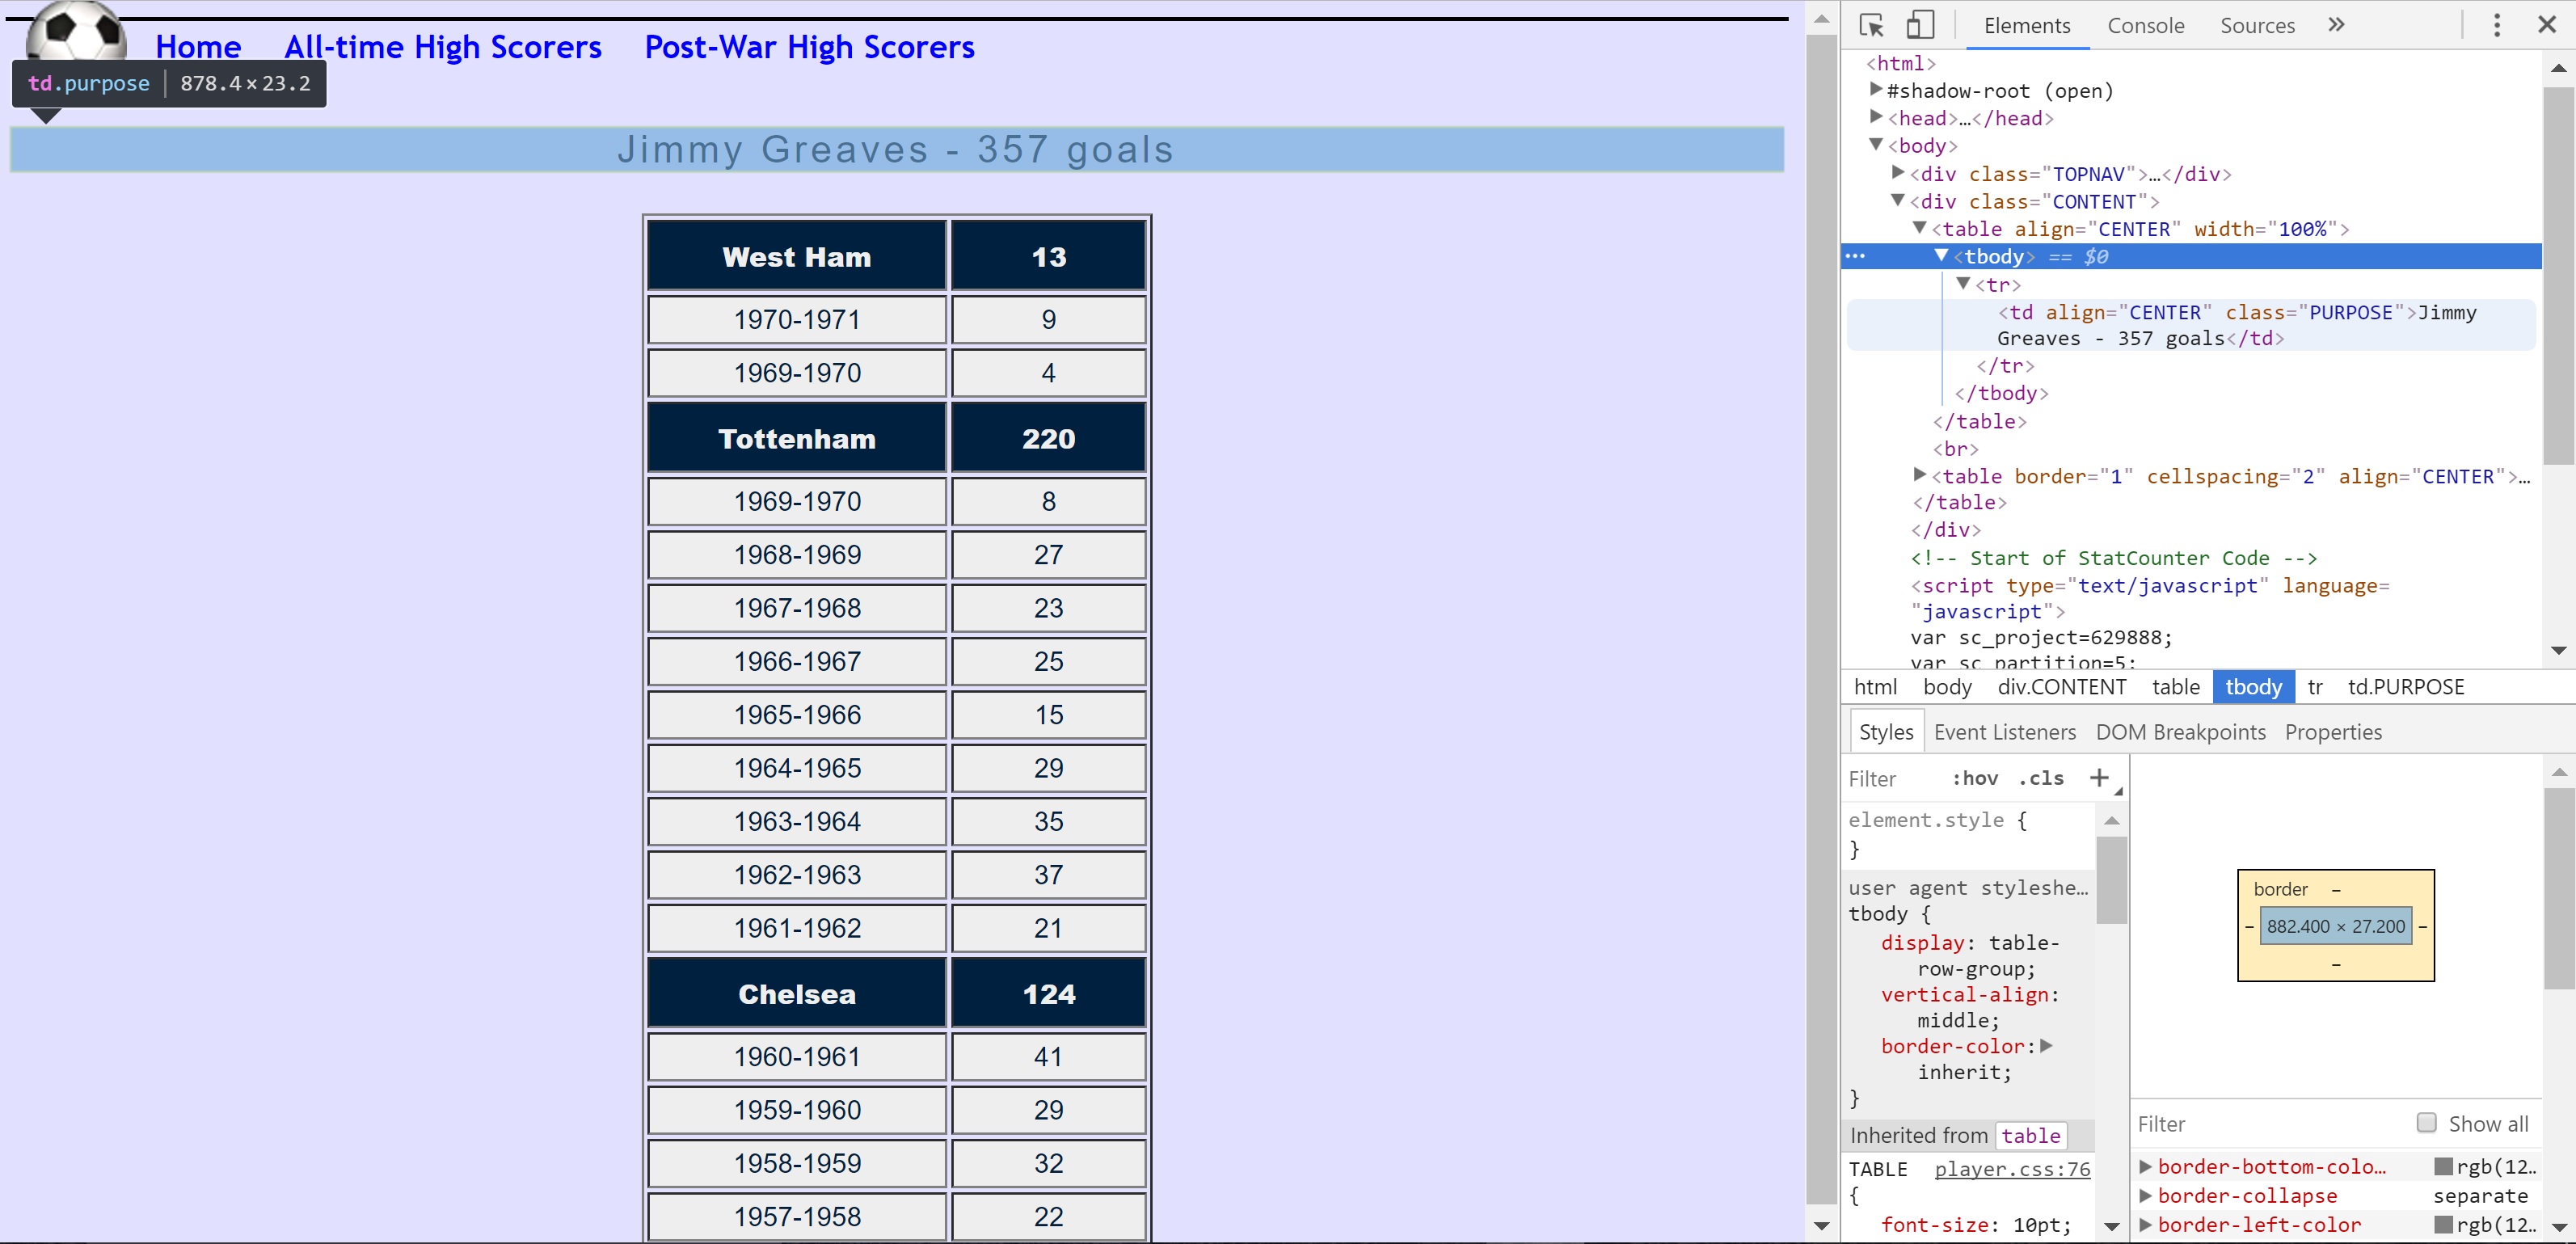 Home All-time High Scorers Post-War High Scorers
td.purpose 878.4×23.2
Jimmy Greaves - 357 goals
West Ham 13
1970-1971 9
1969-1970 4
Tottenham 220
1969-1970 8
1968-1969 27
1967-1968 23
1966-1967 25
1965-1966 15
1964-1965 29
1963-1964 35
1962-1963 37
1961-1962 21
Chelsea 124
1960-1961 41
1959-1960 29
1958-1959 32
1957-1958 22
Elements Console Sources »
<html>
#shadow-root (open)
<head>…</head>
<body>
<div class="TOPNAV">…</div>
<div class="CONTENT">
<table align="CENTER" width="100%">
… <tbody> == $0
<tr>
<td align="CENTER" class="PURPOSE">Jimmy
Greaves - 357 goals</td>
</tr>
</tbody>
</table>
<br>
<table border="1" cellspacing="2" align="CENTER">…
</table>
</div>
<!-- Start of StatCounter Code -->
<script type="text/javascript" language=
"javascript">
var sc_project=629888;
var sc_partition=5;
html body div.CONTENT table tbody tr td.PURPOSE
Styles Event Listeners DOM Breakpoints Properties
Filter :hov .cls +
element.style {
}
user agent styleshe…
tbody {
display: table-
row-group;
vertical-align:
middle;
border-color:
inherit;
}
Inherited from table
TABLE player.css:76
{
font-size: 10pt;
border –
– 882.400 × 27.200 –
–
Filter Show all
border-bottom-colo… rgb(12…
border-collapse separate
border-left-color rgb(12…